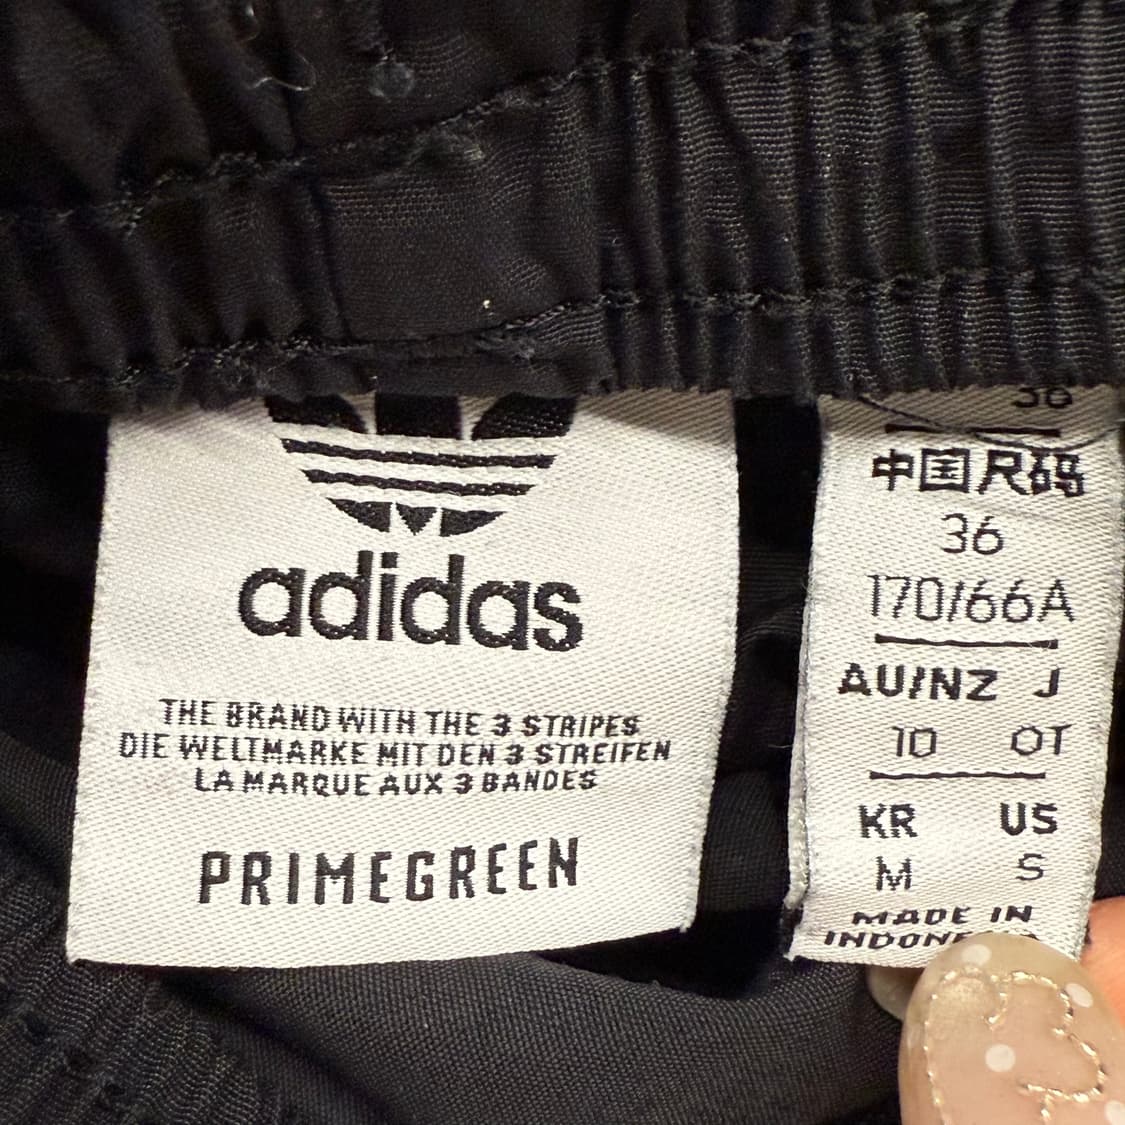 adidas
THE BRAND WITH THE 3 STRIPES
DIE WELTMARKE MIT DEN 3 STREIFEN
LA MARQUE AUX 3 BANDES
PRIMEGREEN
36
中国尺码
36
170/66A
AU/NZ J
10 OT
KR US
M S
MADE IN